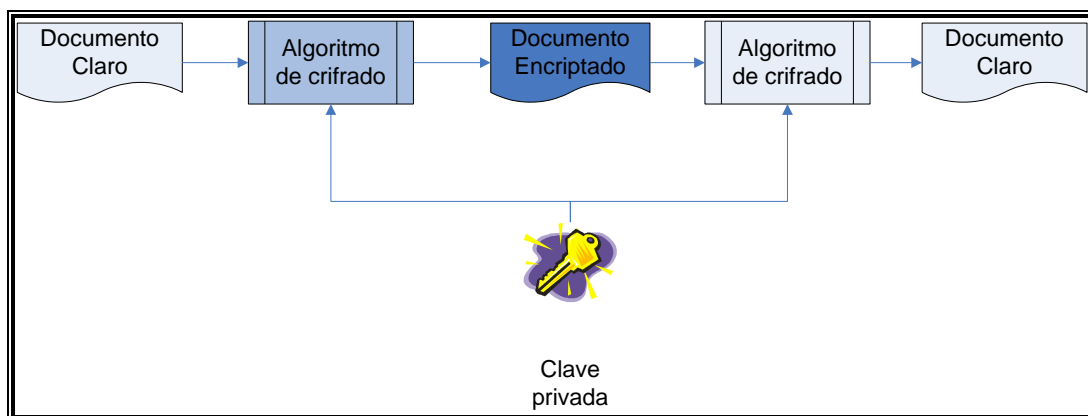 Documento
Claro
Algoritmo
de crifrado
Documento
Encriptado
Algoritmo
de crifrado
Documento
Claro
Clave
privada